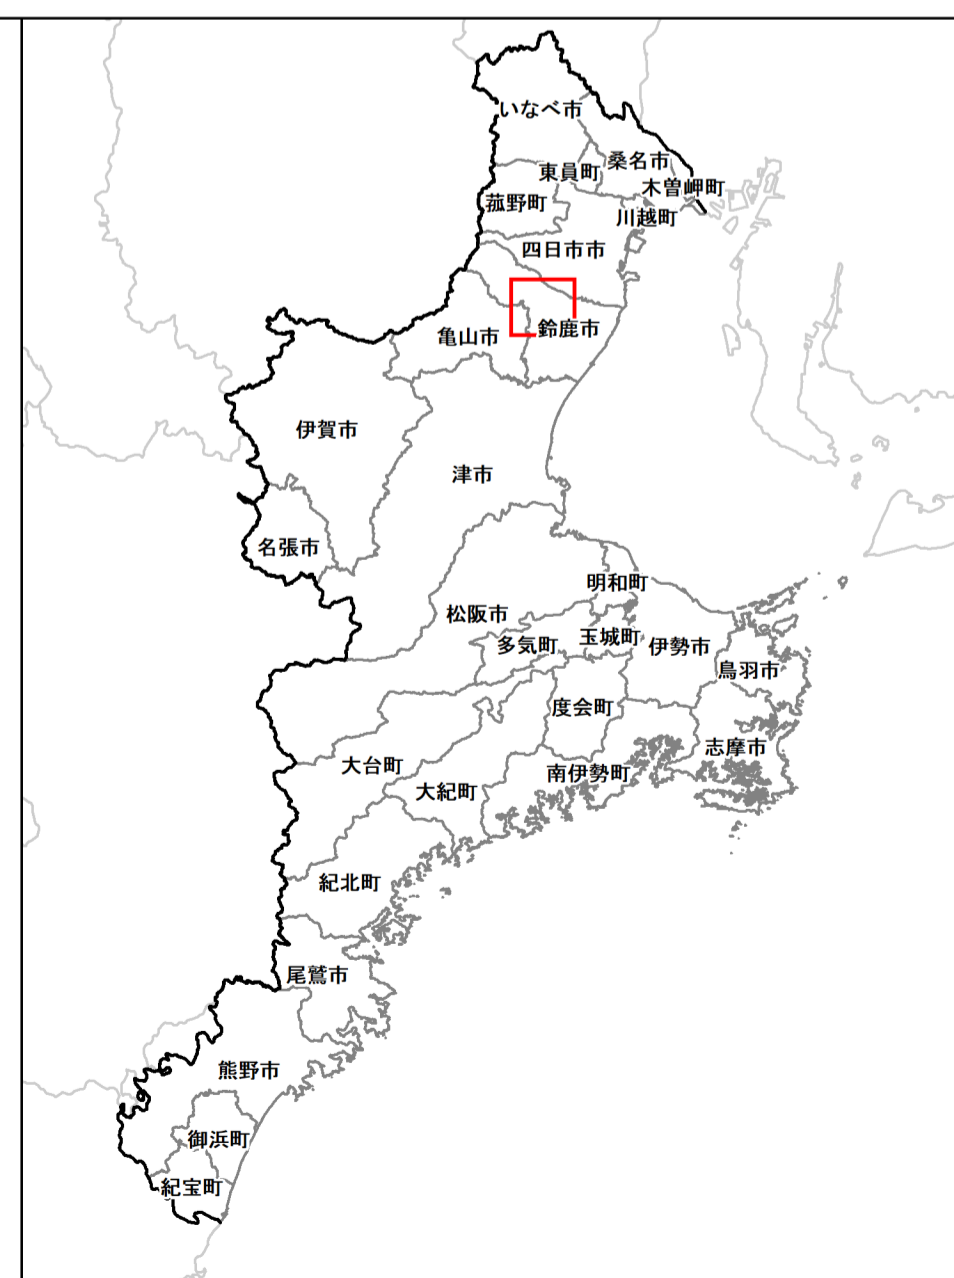 いなべ市
桑名市
東員町
木曽岬町
菰野町
川越町
四日市市
鈴鹿市
亀山市
伊賀市
津市
名張市
明和町
松阪市
玉城町
多気町
伊勢市
鳥羽市
度会町
志摩市
大台町
南伊勢町
大紀町
紀北町
尾鷲市
熊野市
御浜町
紀宝町